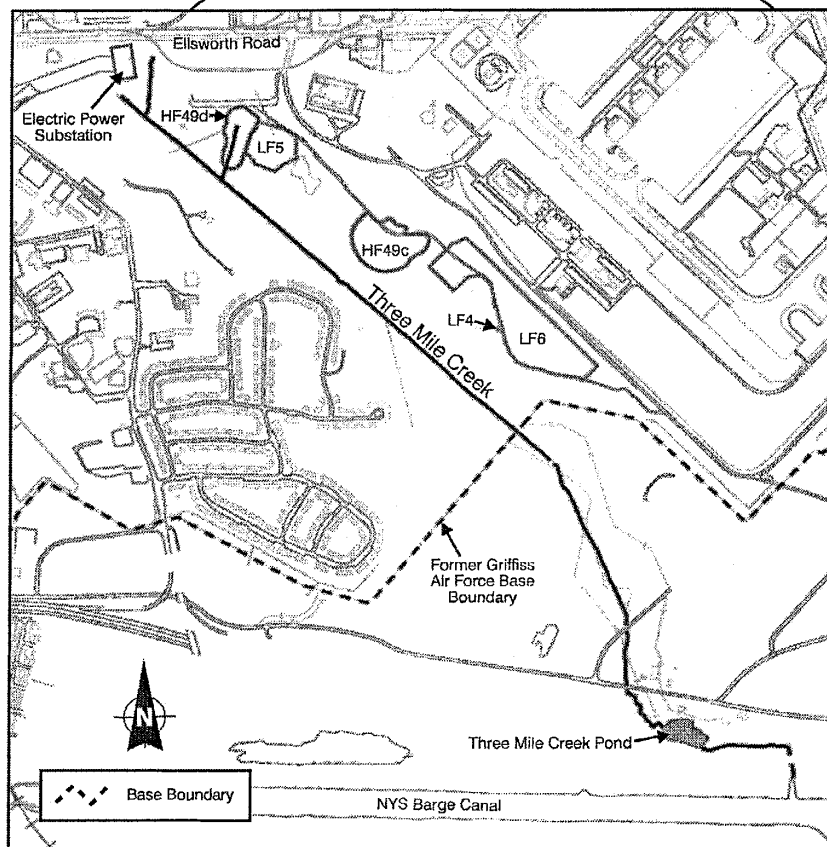 Ellsworth Road
Electric Power
Substation
HF49d
LF5
HF49c
LF4
LF6
Three Mile Creek
Former Griffiss
Air Force Base
Boundary
N
Three Mile Creek Pond
Base Boundary
NYS Barge Canal